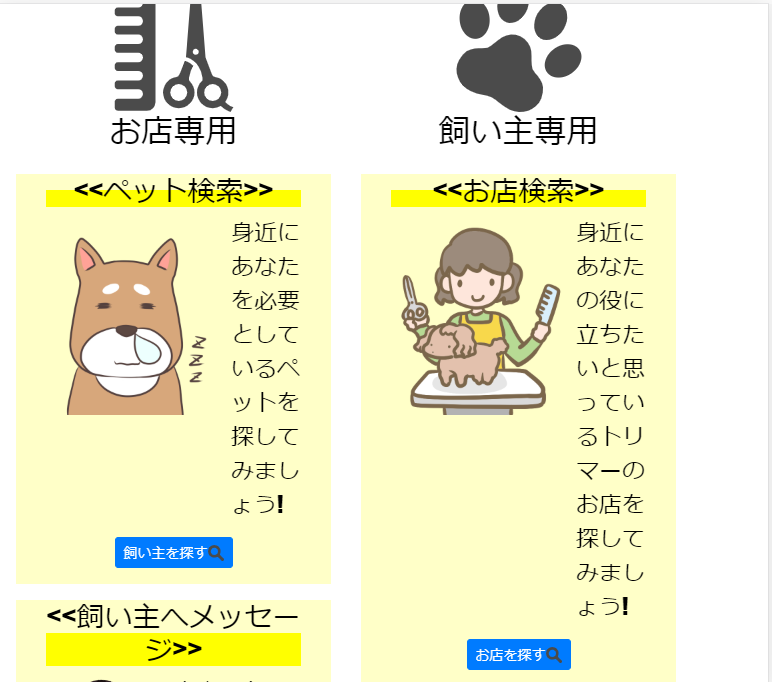 お店専用
飼い主専用
<<ペット検索>>
身近に
あなた
を必要
として
いるペ
ットを
探して
みまし
ょう!
zzz
飼い主を探す
<<飼い主へメッセー
ジ>>
<<お店検索>>
身近に
あなた
の役に
立ちた
いと思
ってい
るトリ
マーの
お店を
探して
みまし
ょう!
お店を探す